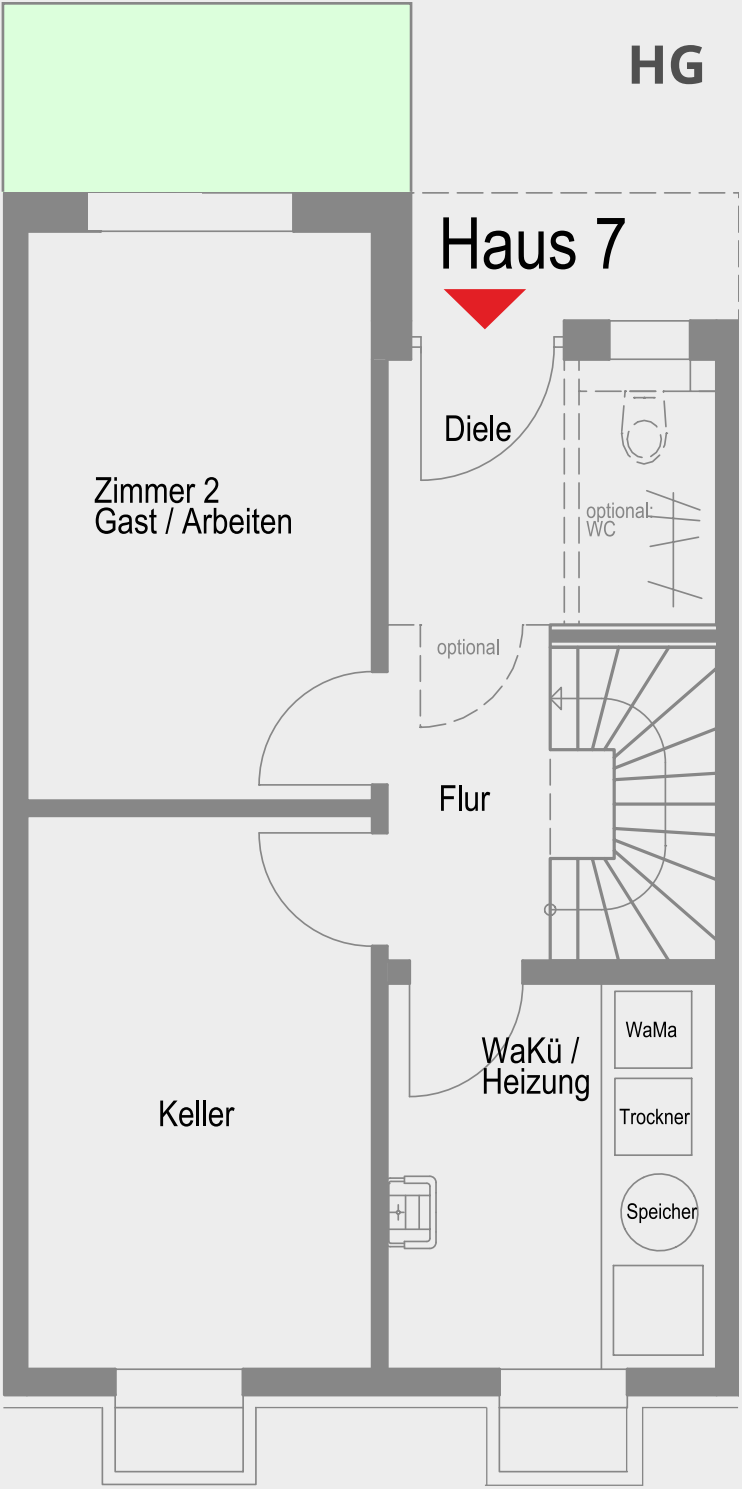 HG
Haus 7
Diele
Zimmer 2
Gast / Arbeiten
optional:
WC
optional
Flur
WaKü /
Heizung
WaMa
Trockner
Speicher
Keller